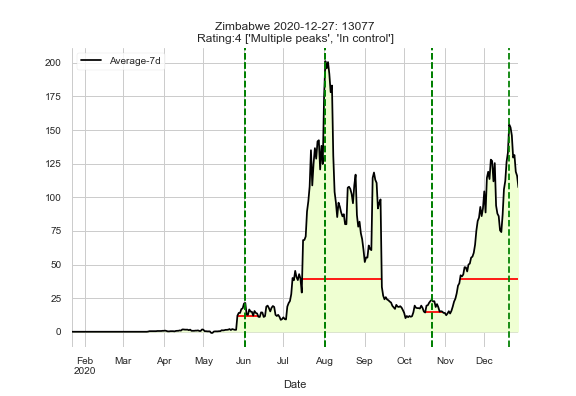 Zimbabwe 2020-12-27: 13077
Rating:4 ['Multiple peaks', 'In control']
Average-7d
200
175
150
125
100
75
50
25
0
Feb Mar Apr May Jun Jul Aug Sep Oct Nov Dec
2020
Date